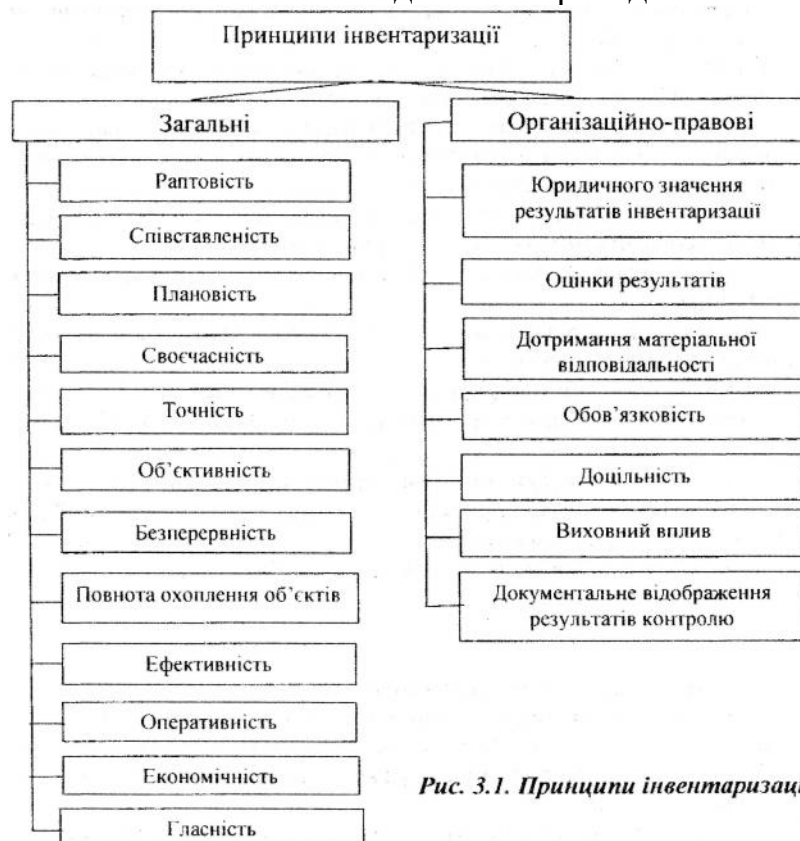 Принципи інвентаризації
Загальні
Раптовість
Співставленість
Плановість
Своєчасність
Точність
Об’єктивність
Безперервність
Повнота охоплення об’єктів
Ефективність
Оперативність
Економічність
Гласність
Організаційно-правові
Юридичного значення
результатів інвентаризації
Оцінки результатів
Дотримання матеріальної
відповідальності
Обов’язковість
Доцільність
Виховний вплив
Документальне відображення
результатів контролю
Рис. 3.1. Принципи інвентаризац